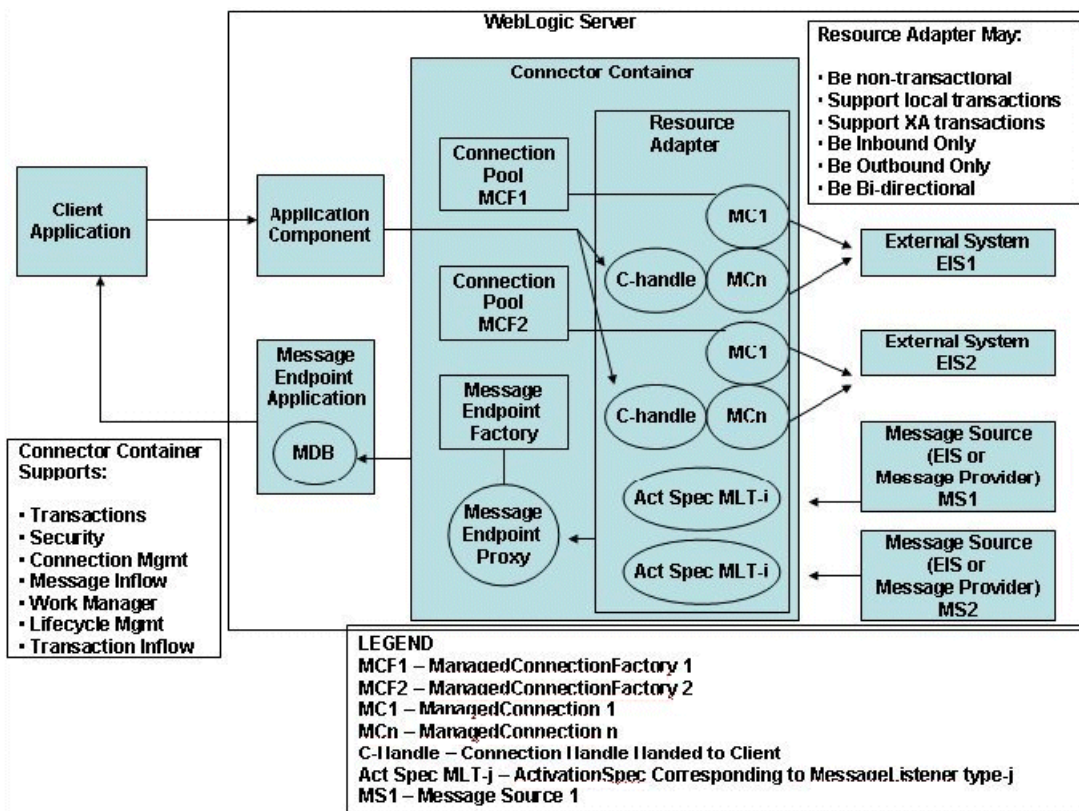 WebLogic Server
Resource Adapter May:
· Be non-transactional
· Support local transactions
· Support XA transactions
· Be Inbound Only
· Be Outbound Only
· Be Bi-directional
Connector Container
Resource
Adapter
Connection
Pool
MCF1
Client
Application
Application
Component
MC1
C-handle
MCn
External System
EIS1
Connection
Pool
MCF2
MC1
External System
EIS2
Message
Endpoint
Application
MDB
Message
Endpoint
Factory
C-handle
MCn
Message Source
(EIS or
Message Provider)
MS1
Connector Container
Supports:
· Transactions
· Security
· Connection Mgmt
· Message Inflow
· Work Manager
· Lifecycle Mgmt
· Transaction Inflow
Message
Endpoint
Proxy
Act Spec MLT-i
Act Spec MLT-i
Message Source
(EIS or
Message Provider)
MS2
LEGEND
MCF1 – ManagedConnectionFactory 1
MCF2 – ManagedConnectionFactory 2
MC1 – ManagedConnection 1
MCn – ManagedConnection n
C-Handle – Connection Handle Handed to Client
Act Spec MLT-j – ActivationSpec Corresponding to MessageListener type-j
MS1 – Message Source 1